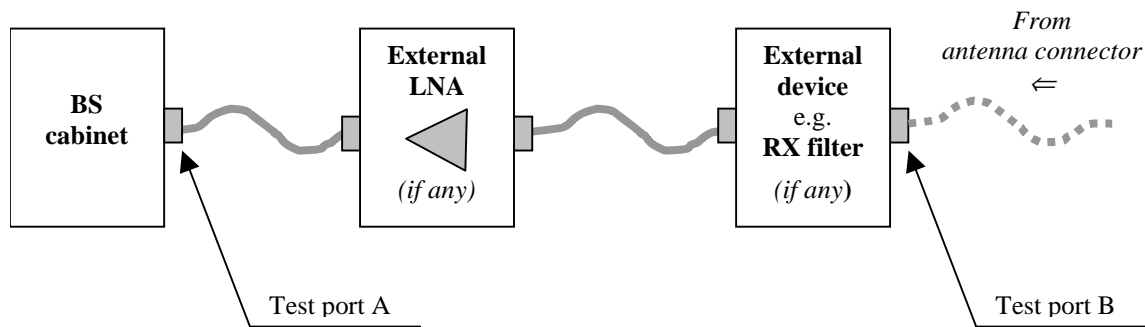 BS
cabinet
External
LNA
(if any)
External
device
e.g.
RX filter
(if any)
From
antenna connector
⇐
Test port A
Test port B